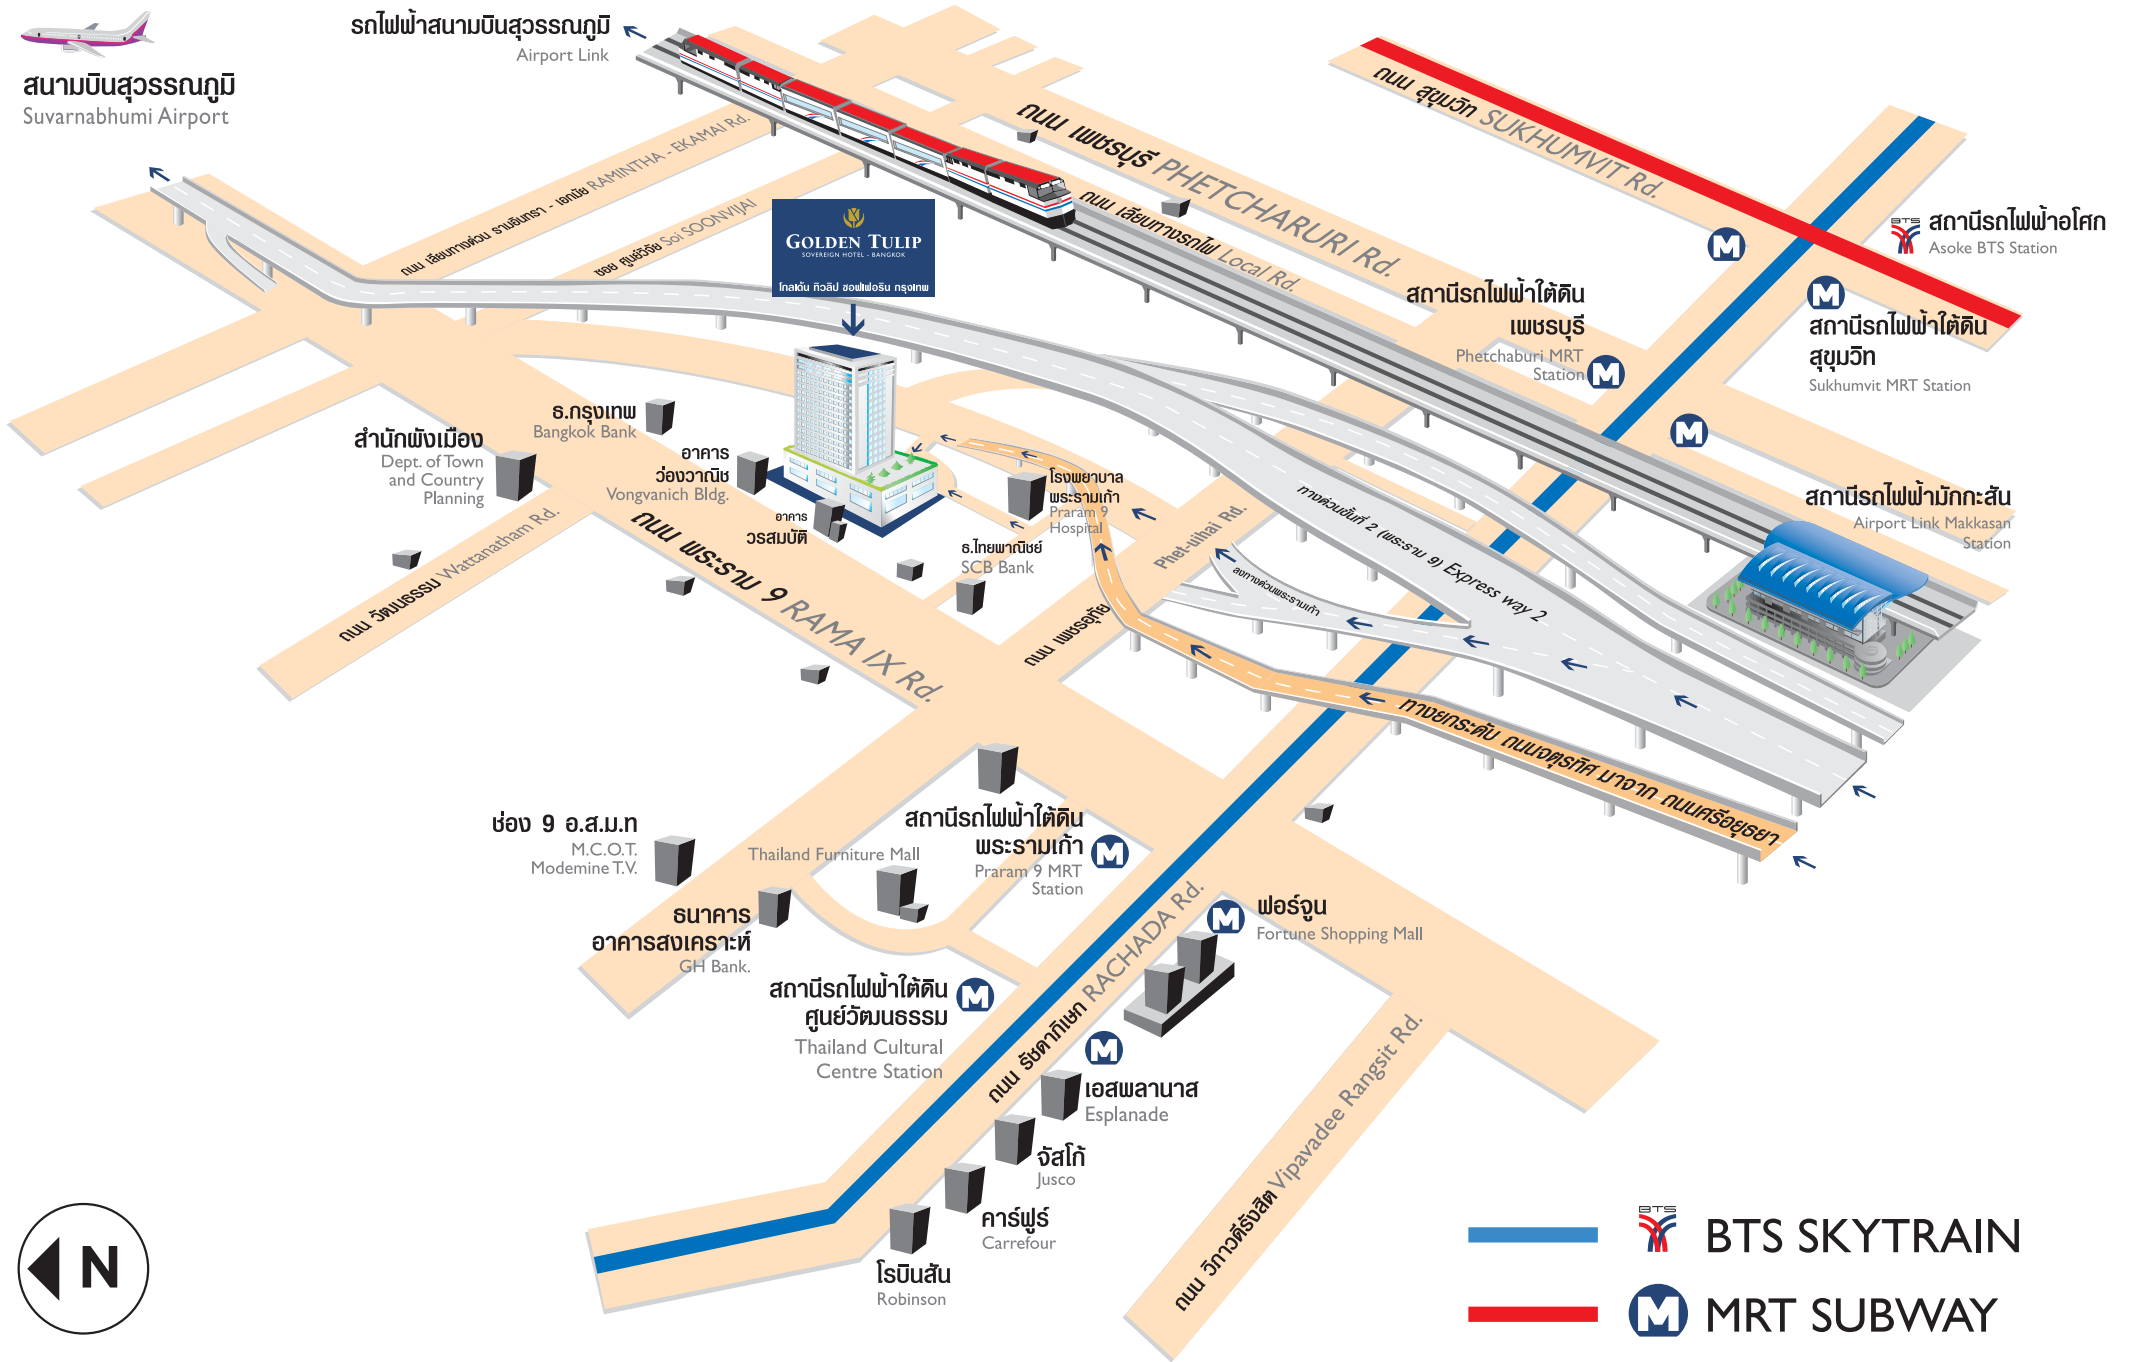 สนามบินสุวรรณภูมิ
Suvarnabhumi Airport
รถไฟฟ้าสนามบินสุวรรณภูมิ
Airport Link
ถนน เลียบทางด่วน รามอินทรา - เอกมัย RAMINTHA - EKAMAI Rd.
ซอย ศูนย์วิจัย Soi SOONVIJAI
GOLDEN TULIP
SOVEREIGN HOTEL - BANGKOK
โกลเด้น ทิวลิป ซอฟเฟอริน กรุงเทพ
ถนน เพชรบุรี PHETCHARURI Rd.
ถนน เลียบทางรถไฟ Local Rd.
ถนน สุขุมวิท SUKHUMVIT Rd.
BTS
สถานีรถไฟฟ้าอโศก
Asoke BTS Station
M
M
สถานีรถไฟฟ้าใต้ดิน
สุขุมวิท
Sukhumvit MRT Station
สถานีรถไฟฟ้าใต้ดิน
เพชรบุรี
Phetchaburi MRT
Station
M
M
สถานีรถไฟฟ้ามักกะสัน
Airport Link Makkasan
Station
ธ.กรุงเทพ
Bangkok Bank
สำนักผังเมือง
Dept. of Town
and Country
Planning
อาคาร
ว่องวาณิช
Vongvanich Bldg.
อาคาร
วรสมบัติ
โรงพยาบาล
พระรามเก้า
Praram 9
Hospital
ธ.ไทยพาณิชย์
SCB Bank
ถนน วัฒนธรรม Wattanatham Rd.
ถนน พระราม 9 RAMA IX Rd.
ถนน เพชรอุทัย Phet-uihai Rd.
ลงทางด่วนพระรามเก้า
ทางด่วนขั้นที่ 2 (พระราม 9) Express way 2
ทางยกระดับ ถนนจตุรทิศ มาจาก ถนนศรีอยุธยา
ช่อง 9 อ.ส.ม.ท
M.C.O.T.
Modemine T.V.
Thailand Furniture Mall
ธนาคาร
อาคารสงเคราะห์
GH Bank.
สถานีรถไฟฟ้าใต้ดิน
พระรามเก้า
Praram 9 MRT
Station
M
สถานีรถไฟฟ้าใต้ดิน
ศูนย์วัฒนธรรม
Thailand Cultural
Centre Station
M
ถนน รัชดาภิเษก RACHADA Rd.
M
ฟอร์จูน
Fortune Shopping Mall
M
เอสพลานาส
Esplanade
จัสโก้
Jusco
คาร์ฟูร์
Carrefour
โรบินสัน
Robinson
ถนน วิภาวดีรังสิต Vipavadee Rangsit Rd.
N
BTS
BTS SKYTRAIN
M
MRT SUBWAY